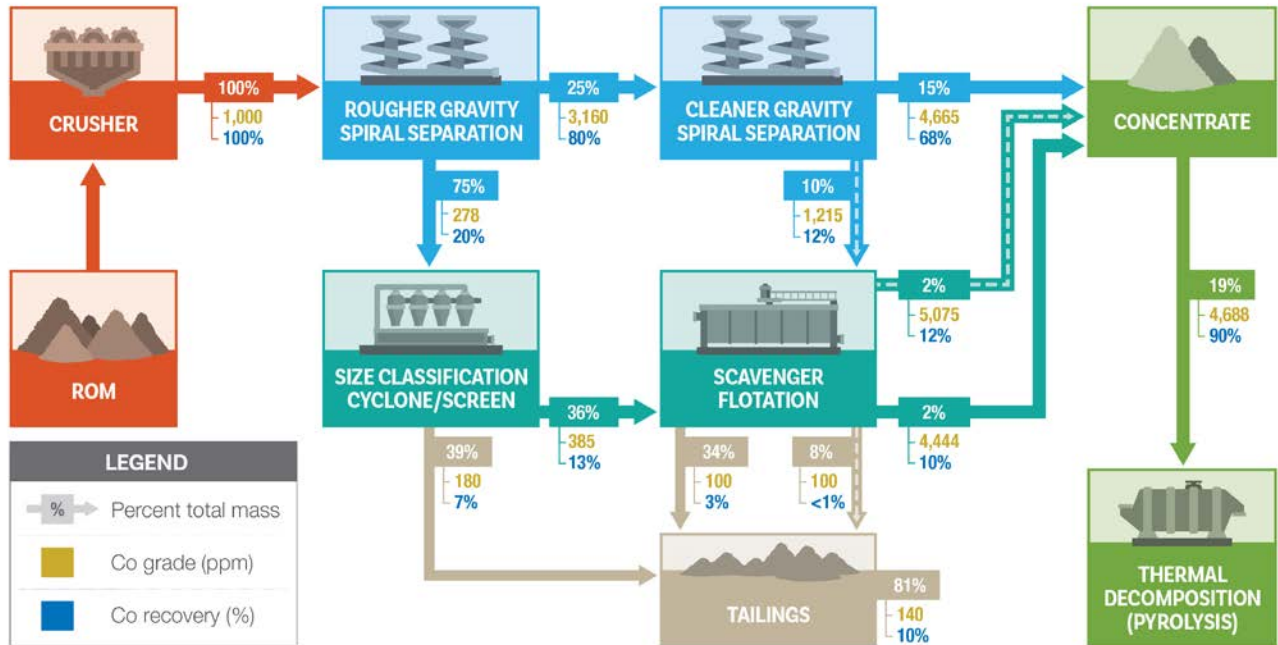 CRUSHER
100%
1,000
100%
ROUGHER GRAVITY
SPIRAL SEPARATION
25%
3,160
80%
CLEANER GRAVITY
SPIRAL SEPARATION
15%
4,665
68%
CONCENTRATE
75%
278
20%
10%
1,215
12%
ROM
SIZE CLASSIFICATION
CYCLONE/SCREEN
36%
385
13%
SCAVENGER
FLOTATION
2%
5,075
12%
2%
4,444
10%
19%
4,688
90%
39%
180
7%
34%
100
3%
8%
100
<1%
TAILINGS
81%
140
10%
THERMAL
DECOMPOSITION
(PYROLYSIS)
LEGEND
% Percent total mass
Co grade (ppm)
Co recovery (%)